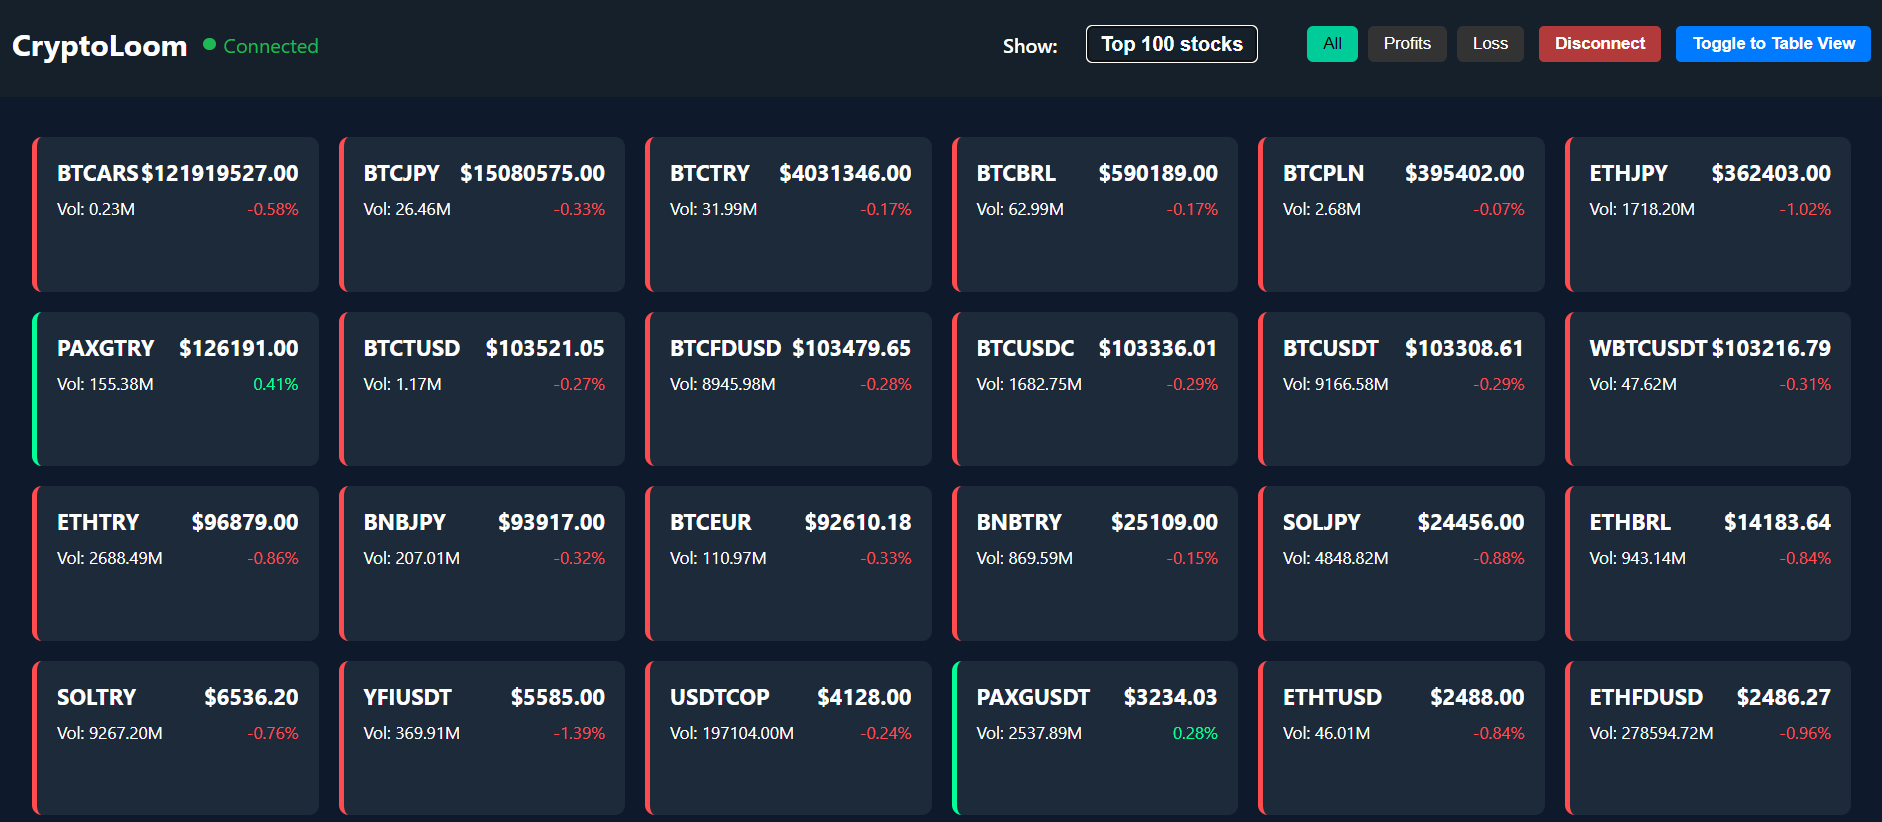 CryptoLoom Connected Show: Top 100 stocks All Profits Loss Disconnect Toggle to Table View
BTCARS $121919527.00
Vol: 0.23M -0.58%
BTCJPY $15080575.00
Vol: 26.46M -0.33%
BTCTRY $4031346.00
Vol: 31.99M -0.17%
BTCBRL $590189.00
Vol: 62.99M -0.17%
BTCPLN $395402.00
Vol: 2.68M -0.07%
ETHJPY $362403.00
Vol: 1718.20M -1.02%
PAXGTRY $126191.00
Vol: 155.38M 0.41%
BTCTUSD $103521.05
Vol: 1.17M -0.27%
BTCFDUSD $103479.65
Vol: 8945.98M -0.28%
BTCUSDC $103336.01
Vol: 1682.75M -0.29%
BTCUSDT $103308.61
Vol: 9166.58M -0.29%
WBTCUSDT $103216.79
Vol: 47.62M -0.31%
ETHTRY $96879.00
Vol: 2688.49M -0.86%
BNBJPY $93917.00
Vol: 207.01M -0.32%
BTCEUR $92610.18
Vol: 110.97M -0.33%
BNBTRY $25109.00
Vol: 869.59M -0.15%
SOLJPY $24456.00
Vol: 4848.82M -0.88%
ETHBRL $14183.64
Vol: 943.14M -0.84%
SOLTRY $6536.20
Vol: 9267.20M -0.76%
YFIUSDT $5585.00
Vol: 369.91M -1.39%
USDTCOP $4128.00
Vol: 197104.00M -0.24%
PAXGUSDT $3234.03
Vol: 2537.89M 0.28%
ETHTUSD $2488.00
Vol: 46.01M -0.84%
ETHFDUSD $2486.27
Vol: 278594.72M -0.96%